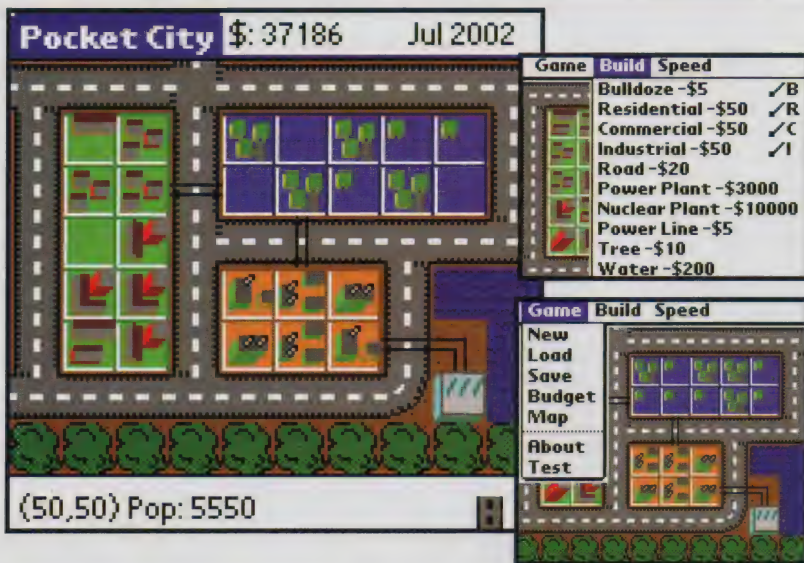 Pocket City $: 37186 Jul 2002
(50,50) Pop: 5550
Game Build Speed
Bulldoze -$5 /B
Residential -$50 /R
Commercial -$50 /C
Industrial -$50 /I
Road -$20
Power Plant -$3000
Nuclear Plant -$10000
Power Line -$5
Tree -$10
Water -$200
Game Build Speed
New
Load
Save
Budget
Map
About
Test